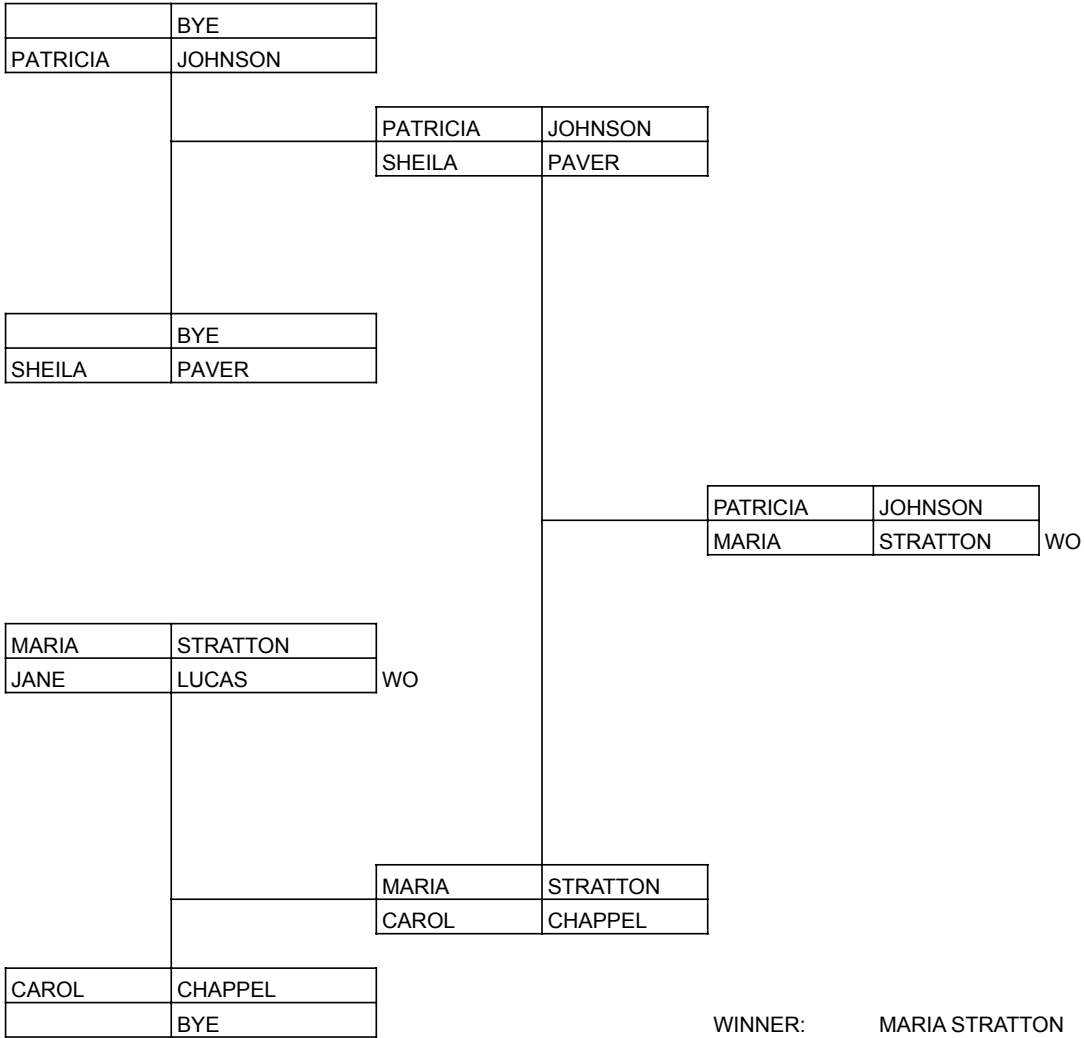 BYE
PATRICIA JOHNSON
PATRICIA JOHNSON
SHEILA PAVER
BYE
SHEILA PAVER
PATRICIA JOHNSON
MARIA STRATTON WO
MARIA STRATTON
JANE LUCAS WO
MARIA STRATTON
CAROL CHAPPEL
CAROL CHAPPEL
BYE
WINNER: MARIA STRATTON